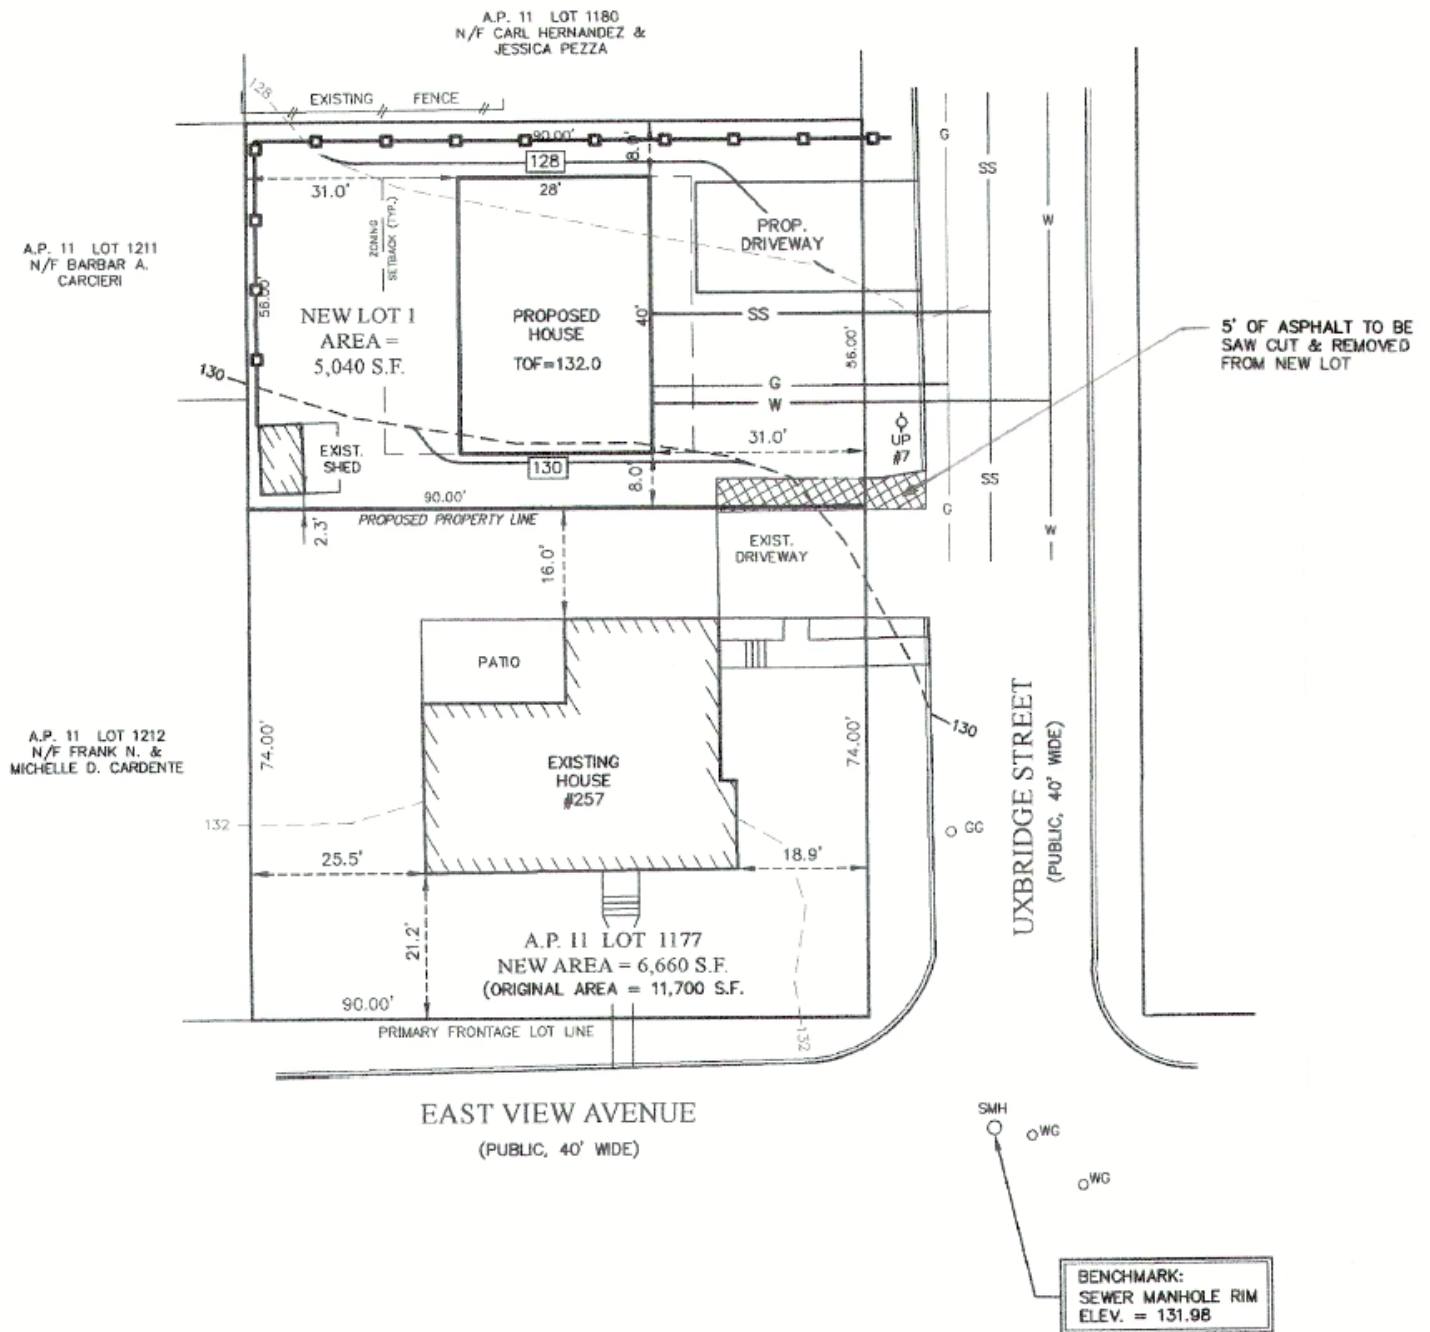 A.P. 11 LOT 1180
N/F CARL HERNANDEZ &
JESSICA PEZZA
128
EXISTING FENCE
90.00'
8.0'
128
31.0'
28'
ZONING
SETBACK (TYP.)
G
SS
W
PROP.
DRIVEWAY
A.P. 11 LOT 1211
N/F BARBAR A.
CARCIERI
56.00'
NEW LOT 1
AREA =
5,040 S.F.
PROPOSED
HOUSE
TOF=132.0
40'
SS
56.00'
5' OF ASPHALT TO BE
SAW CUT & REMOVED
FROM NEW LOT
130
G
W
31.0'
UP
#7
EXIST.
SHED
130
8.0'
SS
G
W
90.00'
PROPOSED PROPERTY LINE
2.3'
16.0'
EXIST.
DRIVEWAY
PATIO
130
A.P. 11 LOT 1212
N/F FRANK N. &
MICHELLE D. CARDENTE
74.00'
74.00'
EXISTING
HOUSE
#257
UXBRIDGE STREET
(PUBLIC, 40' WIDE)
132
GG
25.5'
18.9'
21.2'
A.P. 11 LOT 1177
NEW AREA = 6,660 S.F.
(ORIGINAL AREA = 11,700 S.F.
90.00'
PRIMARY FRONTAGE LOT LINE
132
EAST VIEW AVENUE
(PUBLIC, 40' WIDE)
SMH
WG
WG
BENCHMARK:
SEWER MANHOLE RIM
ELEV. = 131.98